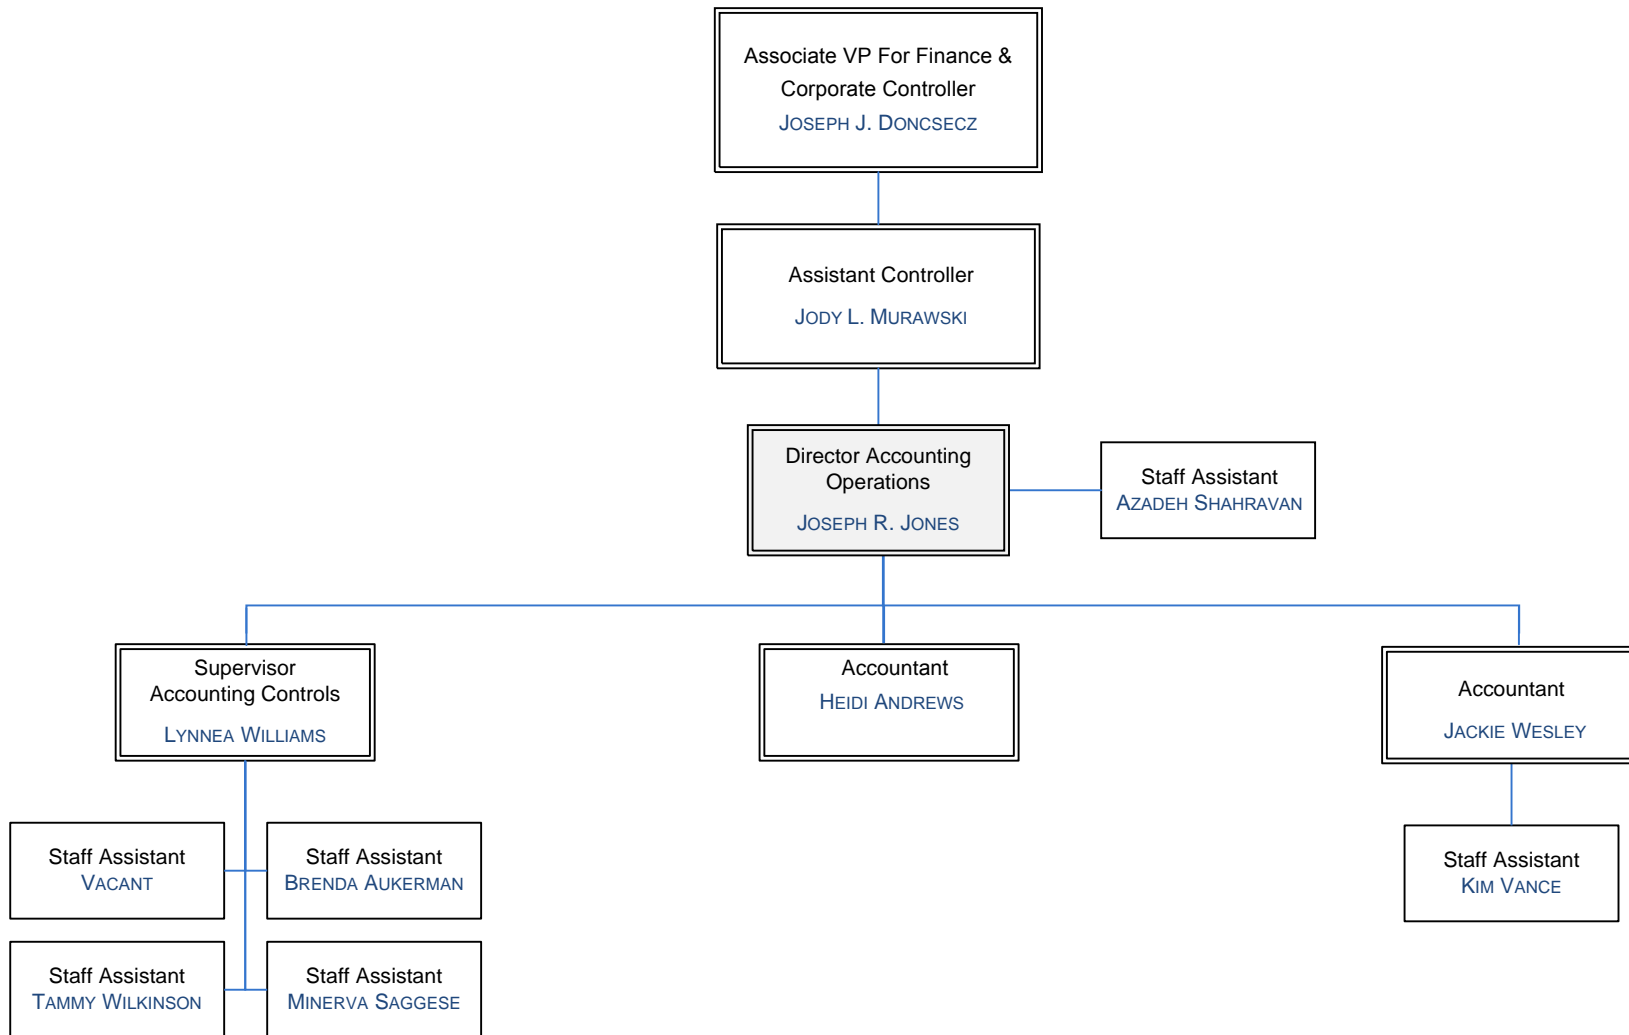 Associate VP For Finance &
Corporate Controller
JOSEPH J. DONCSECZ
Assistant Controller
JODY L. MURAWSKI
Director Accounting
Operations
JOSEPH R. JONES
Staff Assistant
AZADEH SHAHRAVAN
Supervisor
Accounting Controls
LYNNEA WILLIAMS
Accountant
HEIDI ANDREWS
Accountant
JACKIE WESLEY
Staff Assistant
VACANT
Staff Assistant
BRENDA AUKERMAN
Staff Assistant
KIM VANCE
Staff Assistant
TAMMY WILKINSON
Staff Assistant
MINERVA SAGGESE